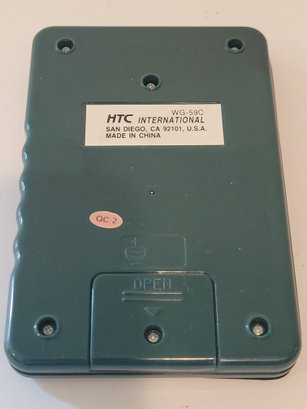 WG-59C
HTC INTERNATIONAL
SAN DIEGO, CA 92101, U.S.A.
MADE IN CHINA
QC 2
+
OPEN